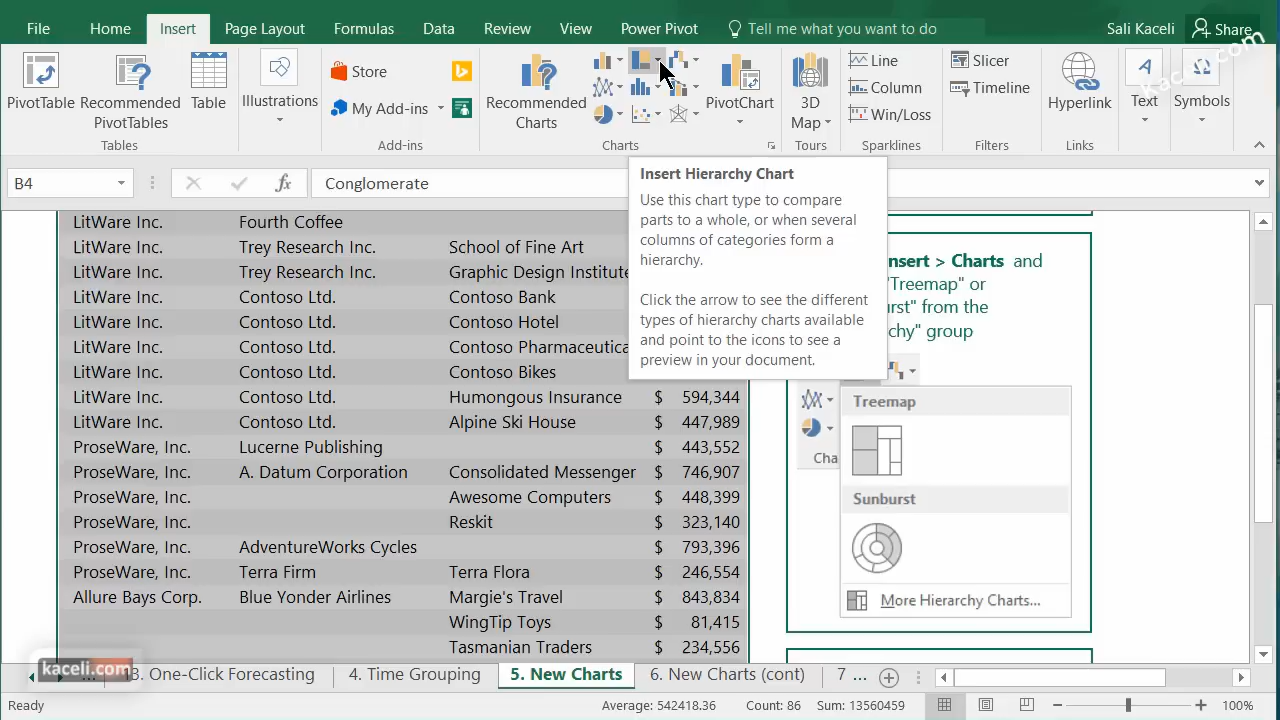 File Home Insert Page Layout Formulas Data Review View Power Pivot Tell me what you want to do Sali Kaceli Share
kaceli.com
PivotTable
Recommended
PivotTables
Table
Tables
Illustrations
Store
My Add-ins
Add-ins
Recommended
Charts
PivotChart
Charts
3D
Map
Tours
Line
Column
Win/Loss
Sparklines
Slicer
Timeline
Filters
Hyperlink
Links
Text
Symbols
B4 fx Conglomerate
Insert Hierarchy Chart
Use this chart type to compare
parts to a whole, or when several
columns of categories form a
hierarchy.
Click the arrow to see the different
types of hierarchy charts available
and point to the icons to see a
preview in your document.
LitWare Inc. Fourth Coffee
LitWare Inc. Trey Research Inc. School of Fine Art
LitWare Inc. Trey Research Inc. Graphic Design Institute
LitWare Inc. Contoso Ltd. Contoso Bank
LitWare Inc. Contoso Ltd. Contoso Hotel
LitWare Inc. Contoso Ltd. Contoso Pharmaceutica
LitWare Inc. Contoso Ltd. Contoso Bikes
LitWare Inc. Contoso Ltd. Humongous Insurance $ 594,344
LitWare Inc. Contoso Ltd. Alpine Ski House $ 447,989
ProseWare, Inc. Lucerne Publishing $ 443,552
ProseWare, Inc. A. Datum Corporation Consolidated Messenger $ 746,907
ProseWare, Inc. Awesome Computers $ 448,399
ProseWare, Inc. Reskit $ 323,140
ProseWare, Inc. AdventureWorks Cycles $ 793,396
ProseWare, Inc. Terra Firm Terra Flora $ 246,554
Allure Bays Corp. Blue Yonder Airlines Margie's Travel $ 843,834
WingTip Toys $ 81,415
Tasmanian Traders $ 234,556
nsert > Charts and
"Treemap" or
rst" from the
chy" group
Cha
Treemap
Sunburst
More Hierarchy Charts...
kaceli.com
... 3. One-Click Forecasting 4. Time Grouping 5. New Charts 6. New Charts (cont) 7 ...
Ready Average: 542418.36 Count: 86 Sum: 13560459 100%